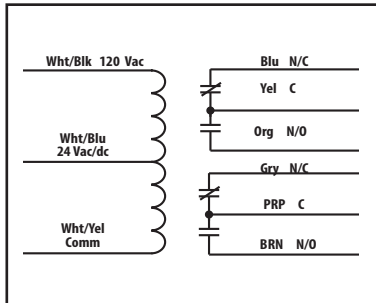 Wht/Blk 120 Vac
Wht/Blu
24 Vac/dc
Wht/Yel
Comm
Blu N/C
Yel C
Org N/O
Gry N/C
PRP C
BRN N/O